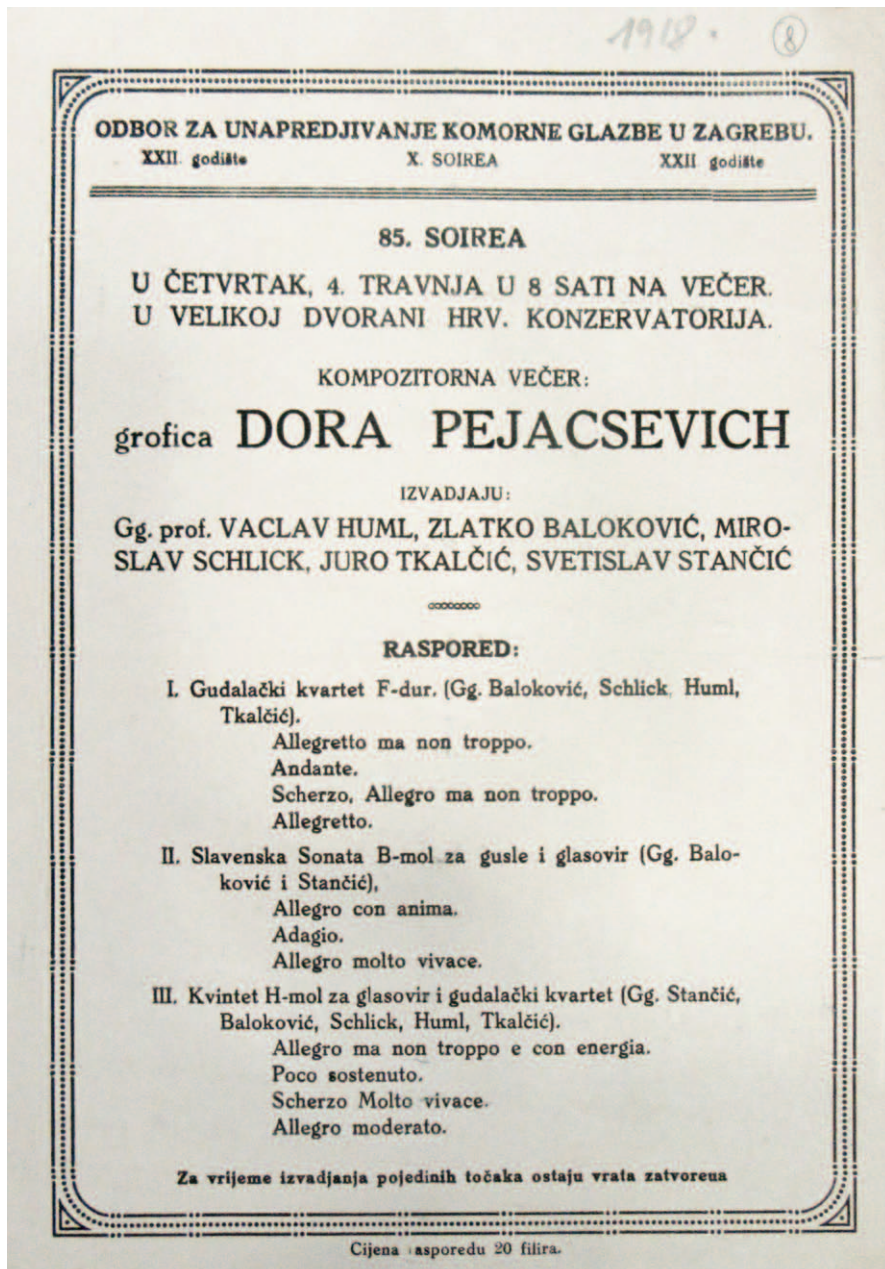 1918.
8
ODBOR ZA UNAPREDJIVANJE KOMORNE GLAZBE U ZAGREBU.
XXII godište X. SOIREA XXII godište
85. SOIREA
U ČETVRTAK, 4. TRAVNJA U 8 SATI NA VEČER.
U VELIKOJ DVORANI HRV. KONZERVATORIJA.
KOMPOZITORNA VEČER:
grofica DORA PEJACSEVICH
IZVADJAJU:
Gg. prof. VACLAV HUML, ZLATKO BALOKOVIĆ, MIRO-
SLAV SCHLICK, JURO TKALČIĆ, SVETISLAV STANČIĆ
RASPORED:
I. Gudalački kvartet F-dur. (Gg. Baloković, Schlick Huml,
Tkalčić).
Allegretto ma non troppo.
Andante.
Scherzo, Allegro ma non troppo.
Allegretto.
II. Slavenska Sonata B-mol za gusle i glasovir (Gg. Balo-
ković i Stančić),
Allegro con anima.
Adagio.
Allegro molto vivace.
III. Kvintet H-mol za glasovir i gudalački kvartet (Gg. Stančić,
Baloković, Schlick, Huml, Tkalčić).
Allegro ma non troppo e con energia.
Poco sostenuto.
Scherzo Molto vivace.
Allegro moderato.
Za vrijeme izvadjanja pojedinih točaka ostaju vrata zatvorena
Cijena asporedu 20 filira.